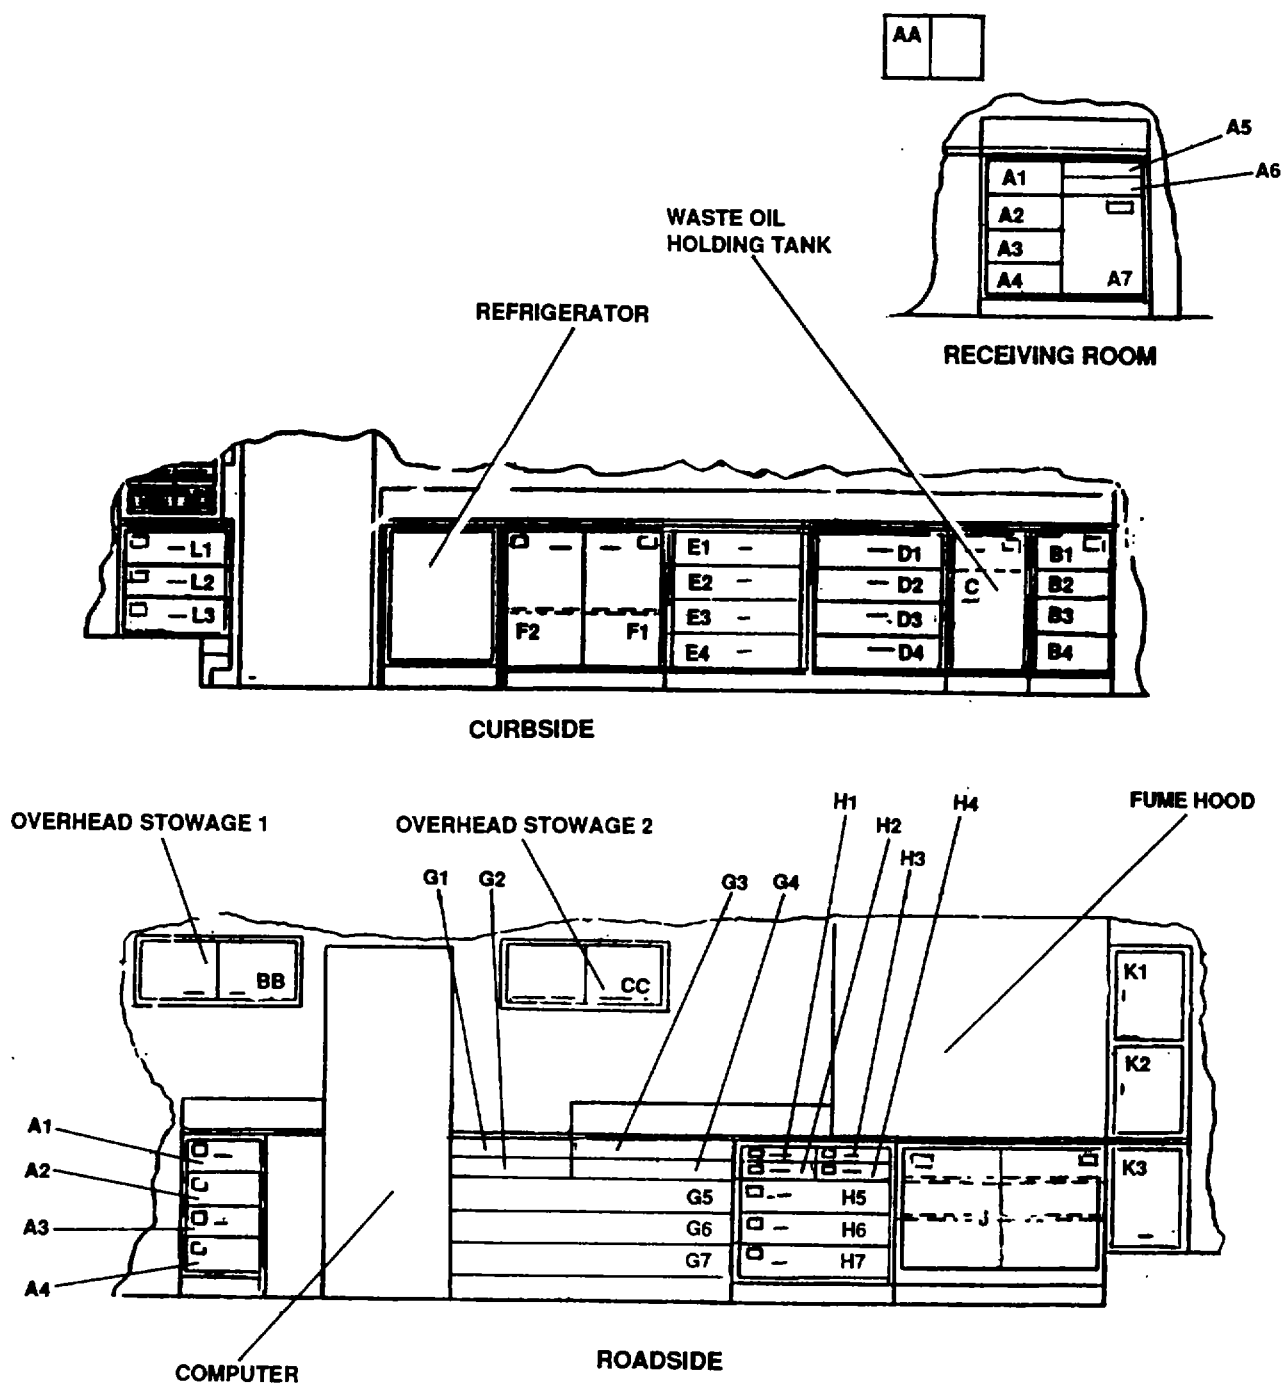 AA
A5
A6
A1
A2
A3
A4
A7
RECEIVING ROOM
WASTE OIL
HOLDING TANK
REFRIGERATOR
L1
L2
L3
F2
F1
E1
E2
E3
E4
D1
D2
D3
D4
C
B1
B2
B3
B4
CURBSIDE
OVERHEAD STOWAGE 1
OVERHEAD STOWAGE 2
H1
H2
H3
H4
FUME HOOD
G1
G2
G3
G4
BB
CC
K1
K2
K3
A1
A2
A3
A4
G5
G6
G7
H5
H6
H7
J
COMPUTER
ROADSIDE